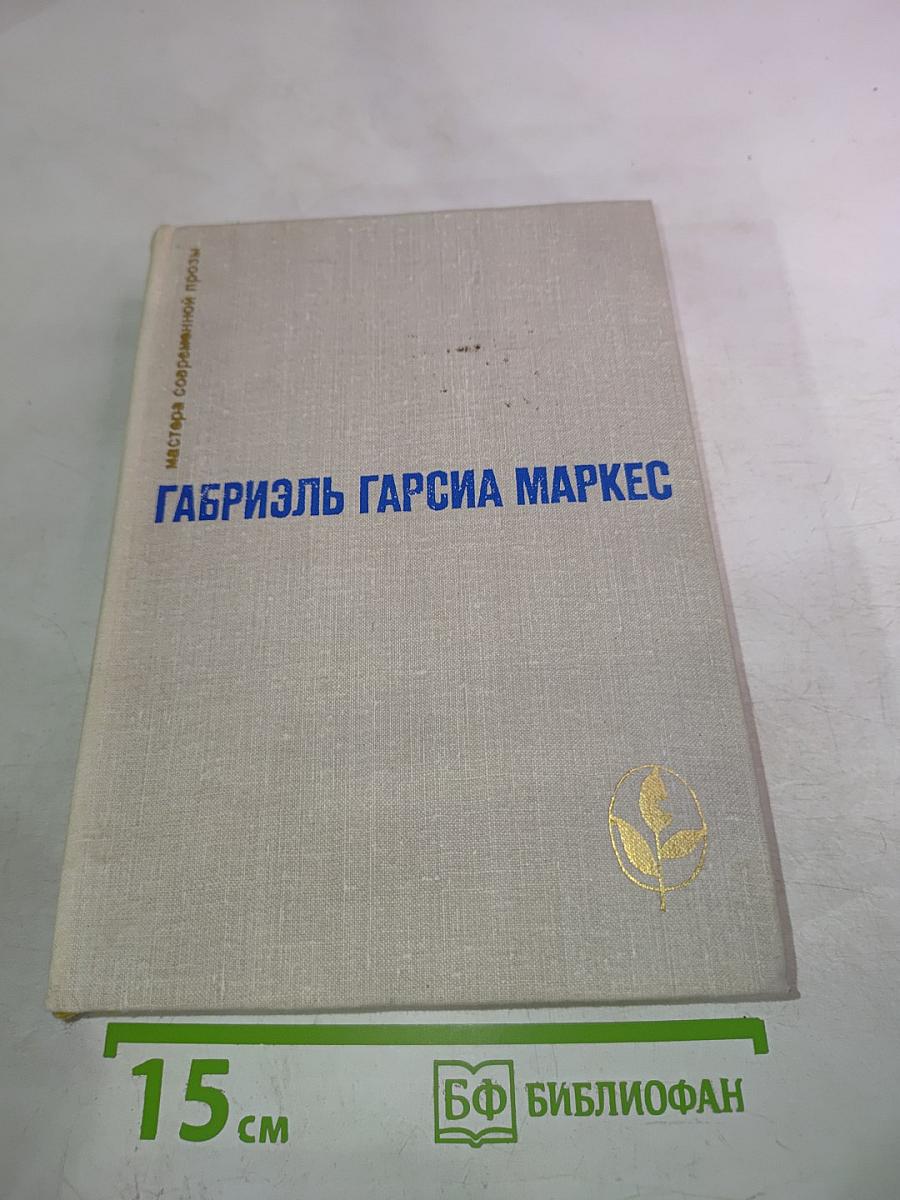 мастера современной прозы
ГАБРИЭЛЬ ГАРСИА МАРКЕС
15 см
БФ БИБЛИОФАН